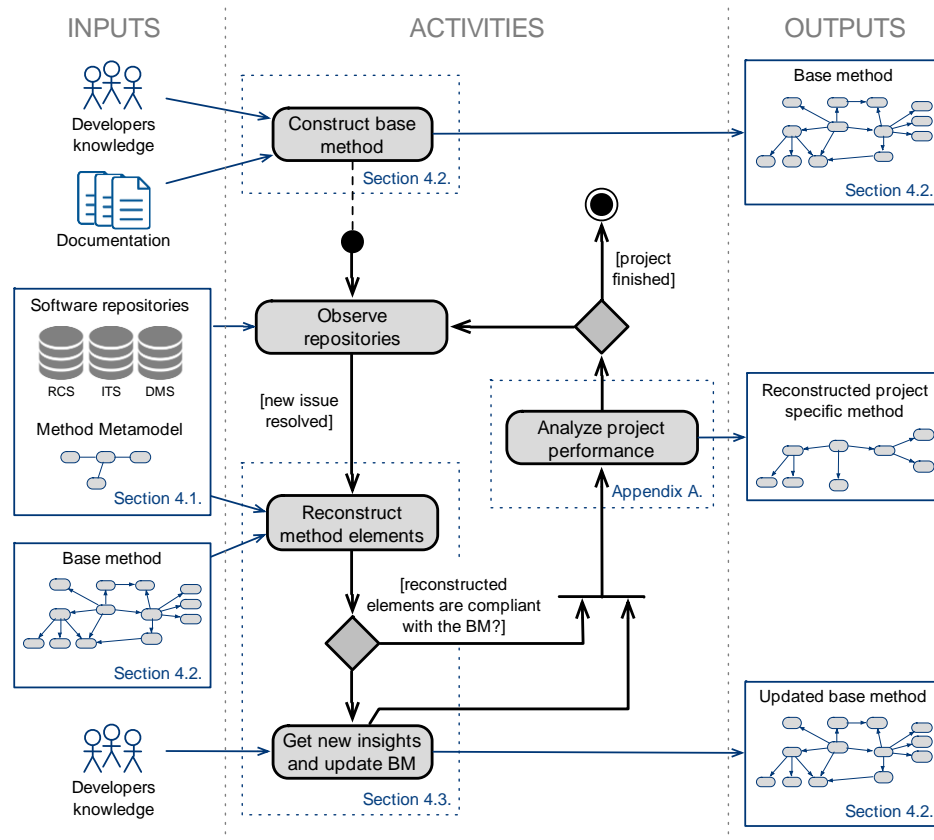 INPUTS
ACTIVITIES
OUTPUTS
Developers
knowledge
Documentation
Construct base
method
Section 4.2.
Base method
Section 4.2.
Software repositories
RCS
ITS
DMS
Method Metamodel
Section 4.1.
Observe
repositories
[project
finished]
[new issue
resolved]
Analyze project
performance
Appendix A.
Reconstructed project
specific method
Reconstruct
method elements
Base method
Section 4.2.
[reconstructed
elements are compliant
with the BM?]
Developers
knowledge
Get new insights
and update BM
Section 4.3.
Updated base method
Section 4.2.